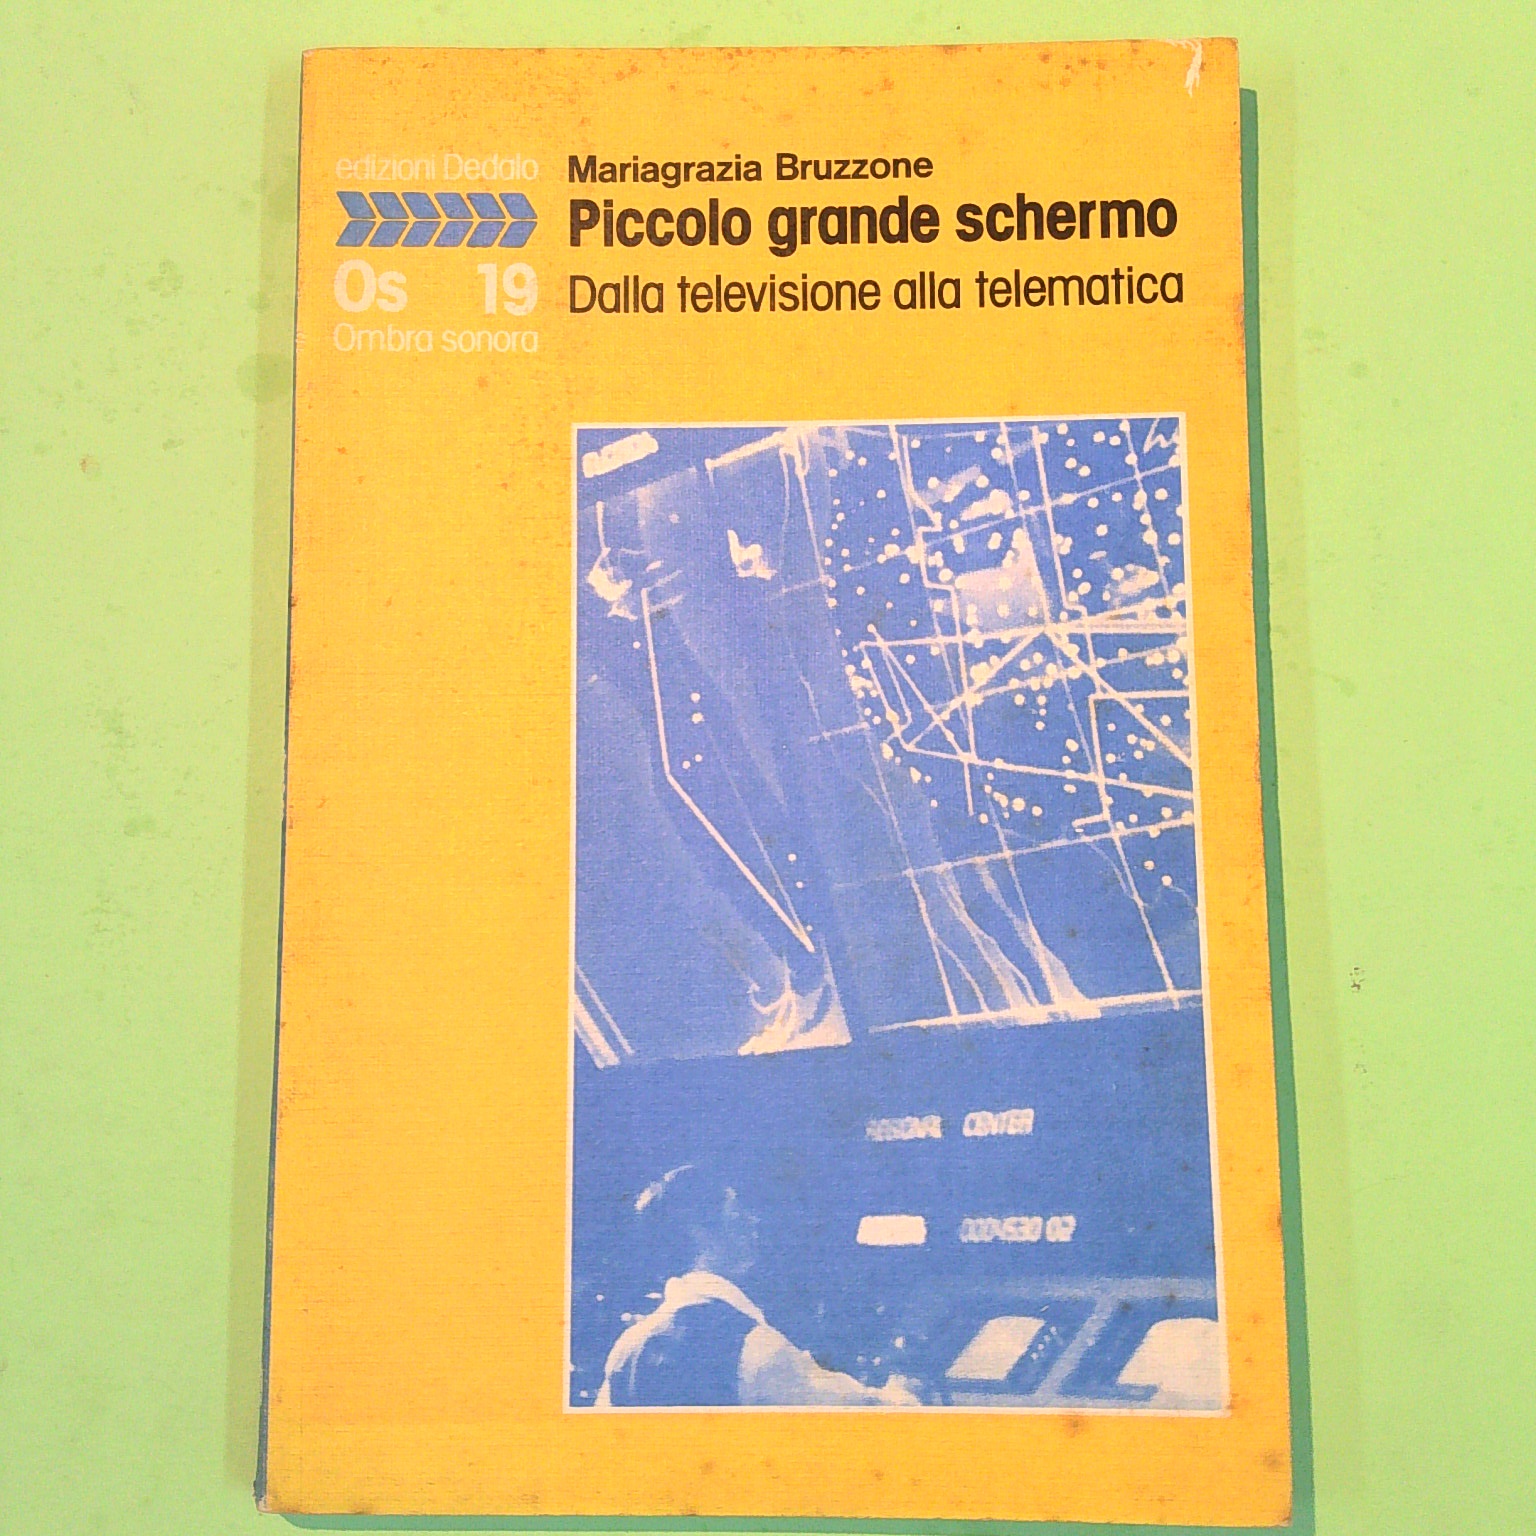 edizioni Dedalo
Os 19
Ombra sonora
Mariagrazia Bruzzone
Piccolo grande schermo
Dalla televisione alla telematica
CENTER